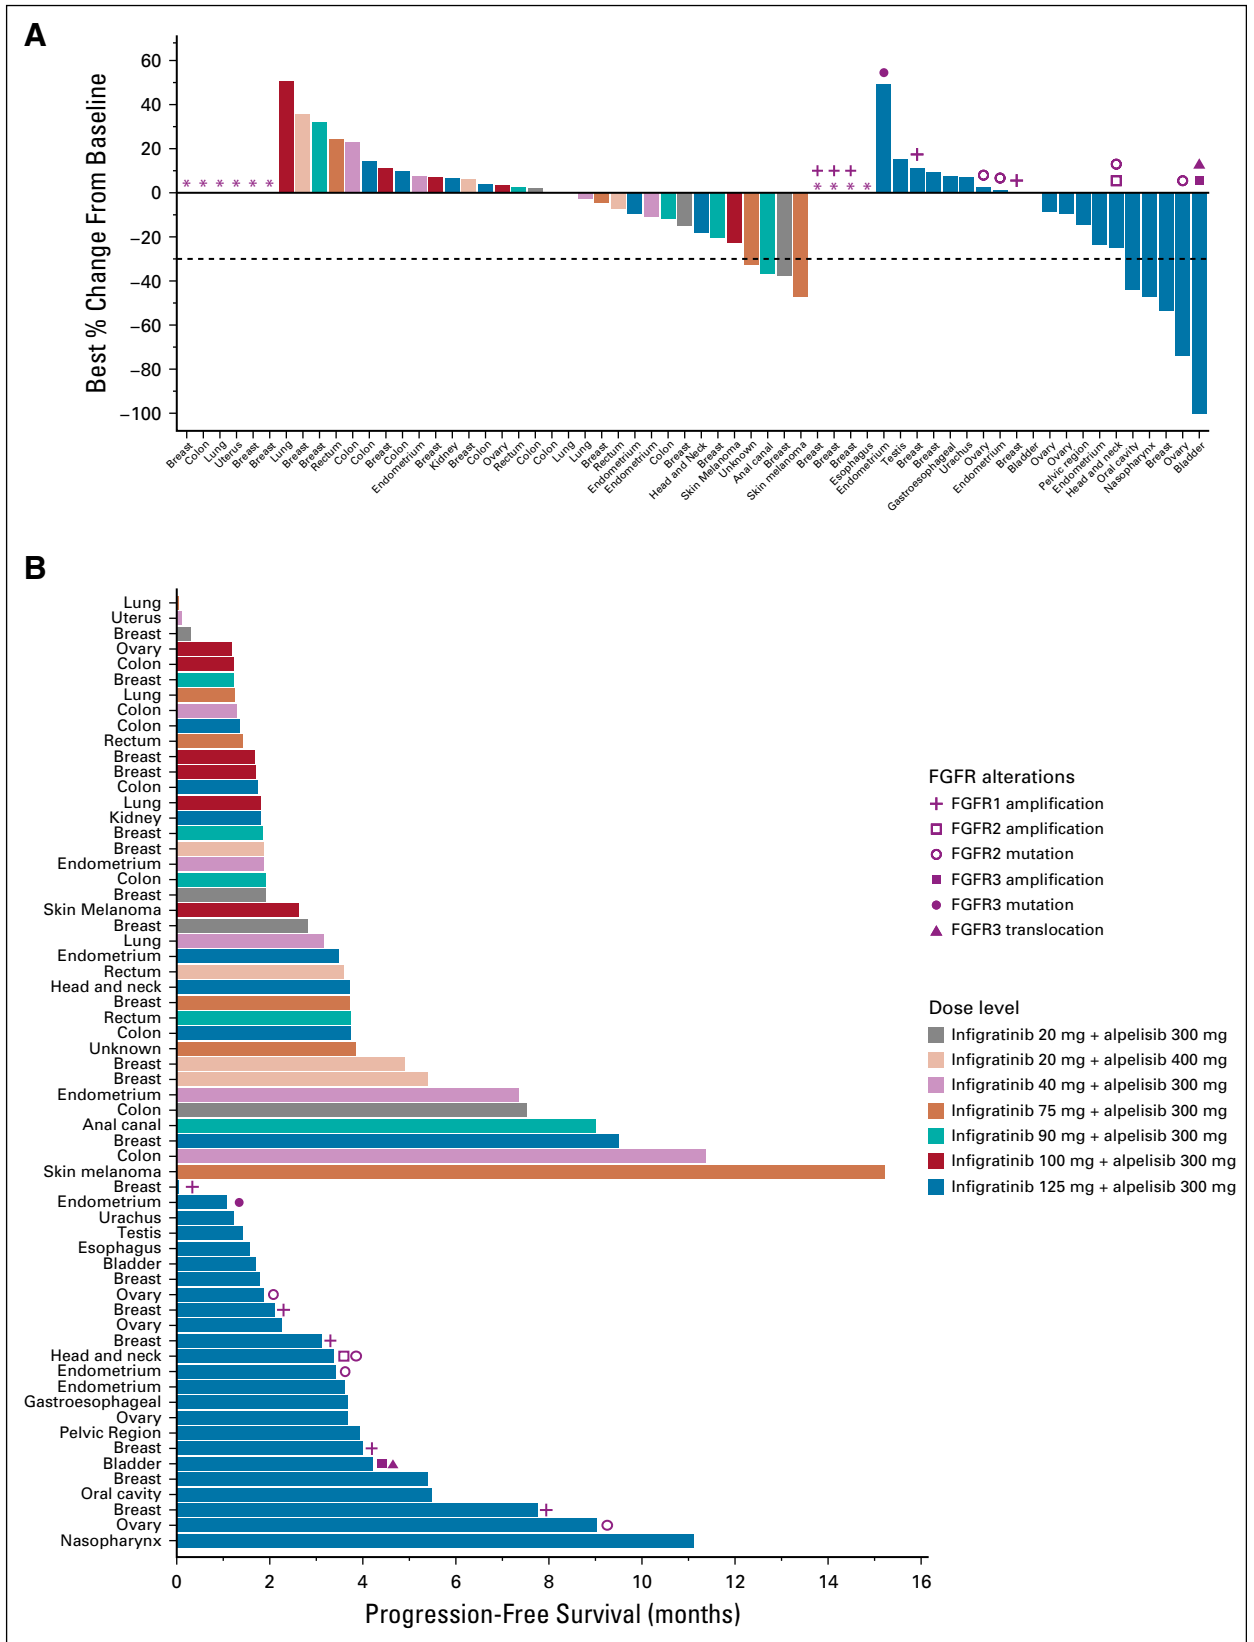 A
Best % Change From Baseline
60
40
20
0
−20
−40
−60
−80
−100
* * * * * * * * * *
Breast
Colon
Lung
Uterus
Breast
Breast
Lung
Breast
Breast
Rectum
Colon
Colon
Breast
Colon
Endometrium
Breast
Kidney
Breast
Colon
Ovary
Rectum
Colon
Colon
Lung
Lung
Breast
Rectum
Endometrium
Endometrium
Colon
Breast
Head and Neck
Breast
Skin Melanoma
Unknown
Anal canal
Breast
Skin melanoma
Breast
Breast
Breast
Esophagus
Endometrium
Testis
Breast
Breast
Gastroesophageal
Urachus
Ovary
Endometrium
Breast
Bladder
Ovary
Ovary
Pelvic region
Endometrium
Head and neck
Oral cavity
Nasopharynx
Breast
Ovary
Bladder
B
Lung
Uterus
Breast
Ovary
Colon
Breast
Lung
Colon
Colon
Rectum
Breast
Breast
Colon
Lung
Kidney
Breast
Breast
Endometrium
Colon
Breast
Skin Melanoma
Breast
Lung
Endometrium
Rectum
Head and neck
Breast
Rectum
Colon
Unknown
Breast
Breast
Endometrium
Colon
Anal canal
Breast
Colon
Skin melanoma
Breast
Endometrium
Urachus
Testis
Esophagus
Bladder
Breast
Ovary
Breast
Ovary
Breast
Head and neck
Endometrium
Endometrium
Gastroesophageal
Ovary
Pelvic Region
Breast
Bladder
Breast
Oral cavity
Breast
Ovary
Nasopharynx
0 2 4 6 8 10 12 14 16
Progression-Free Survival (months)
FGFR alterations
FGFR1 amplification
FGFR2 amplification
FGFR2 mutation
FGFR3 amplification
FGFR3 mutation
FGFR3 translocation
Dose level
Infigratinib 20 mg + alpelisib 300 mg
Infigratinib 20 mg + alpelisib 400 mg
Infigratinib 40 mg + alpelisib 300 mg
Infigratinib 75 mg + alpelisib 300 mg
Infigratinib 90 mg + alpelisib 300 mg
Infigratinib 100 mg + alpelisib 300 mg
Infigratinib 125 mg + alpelisib 300 mg